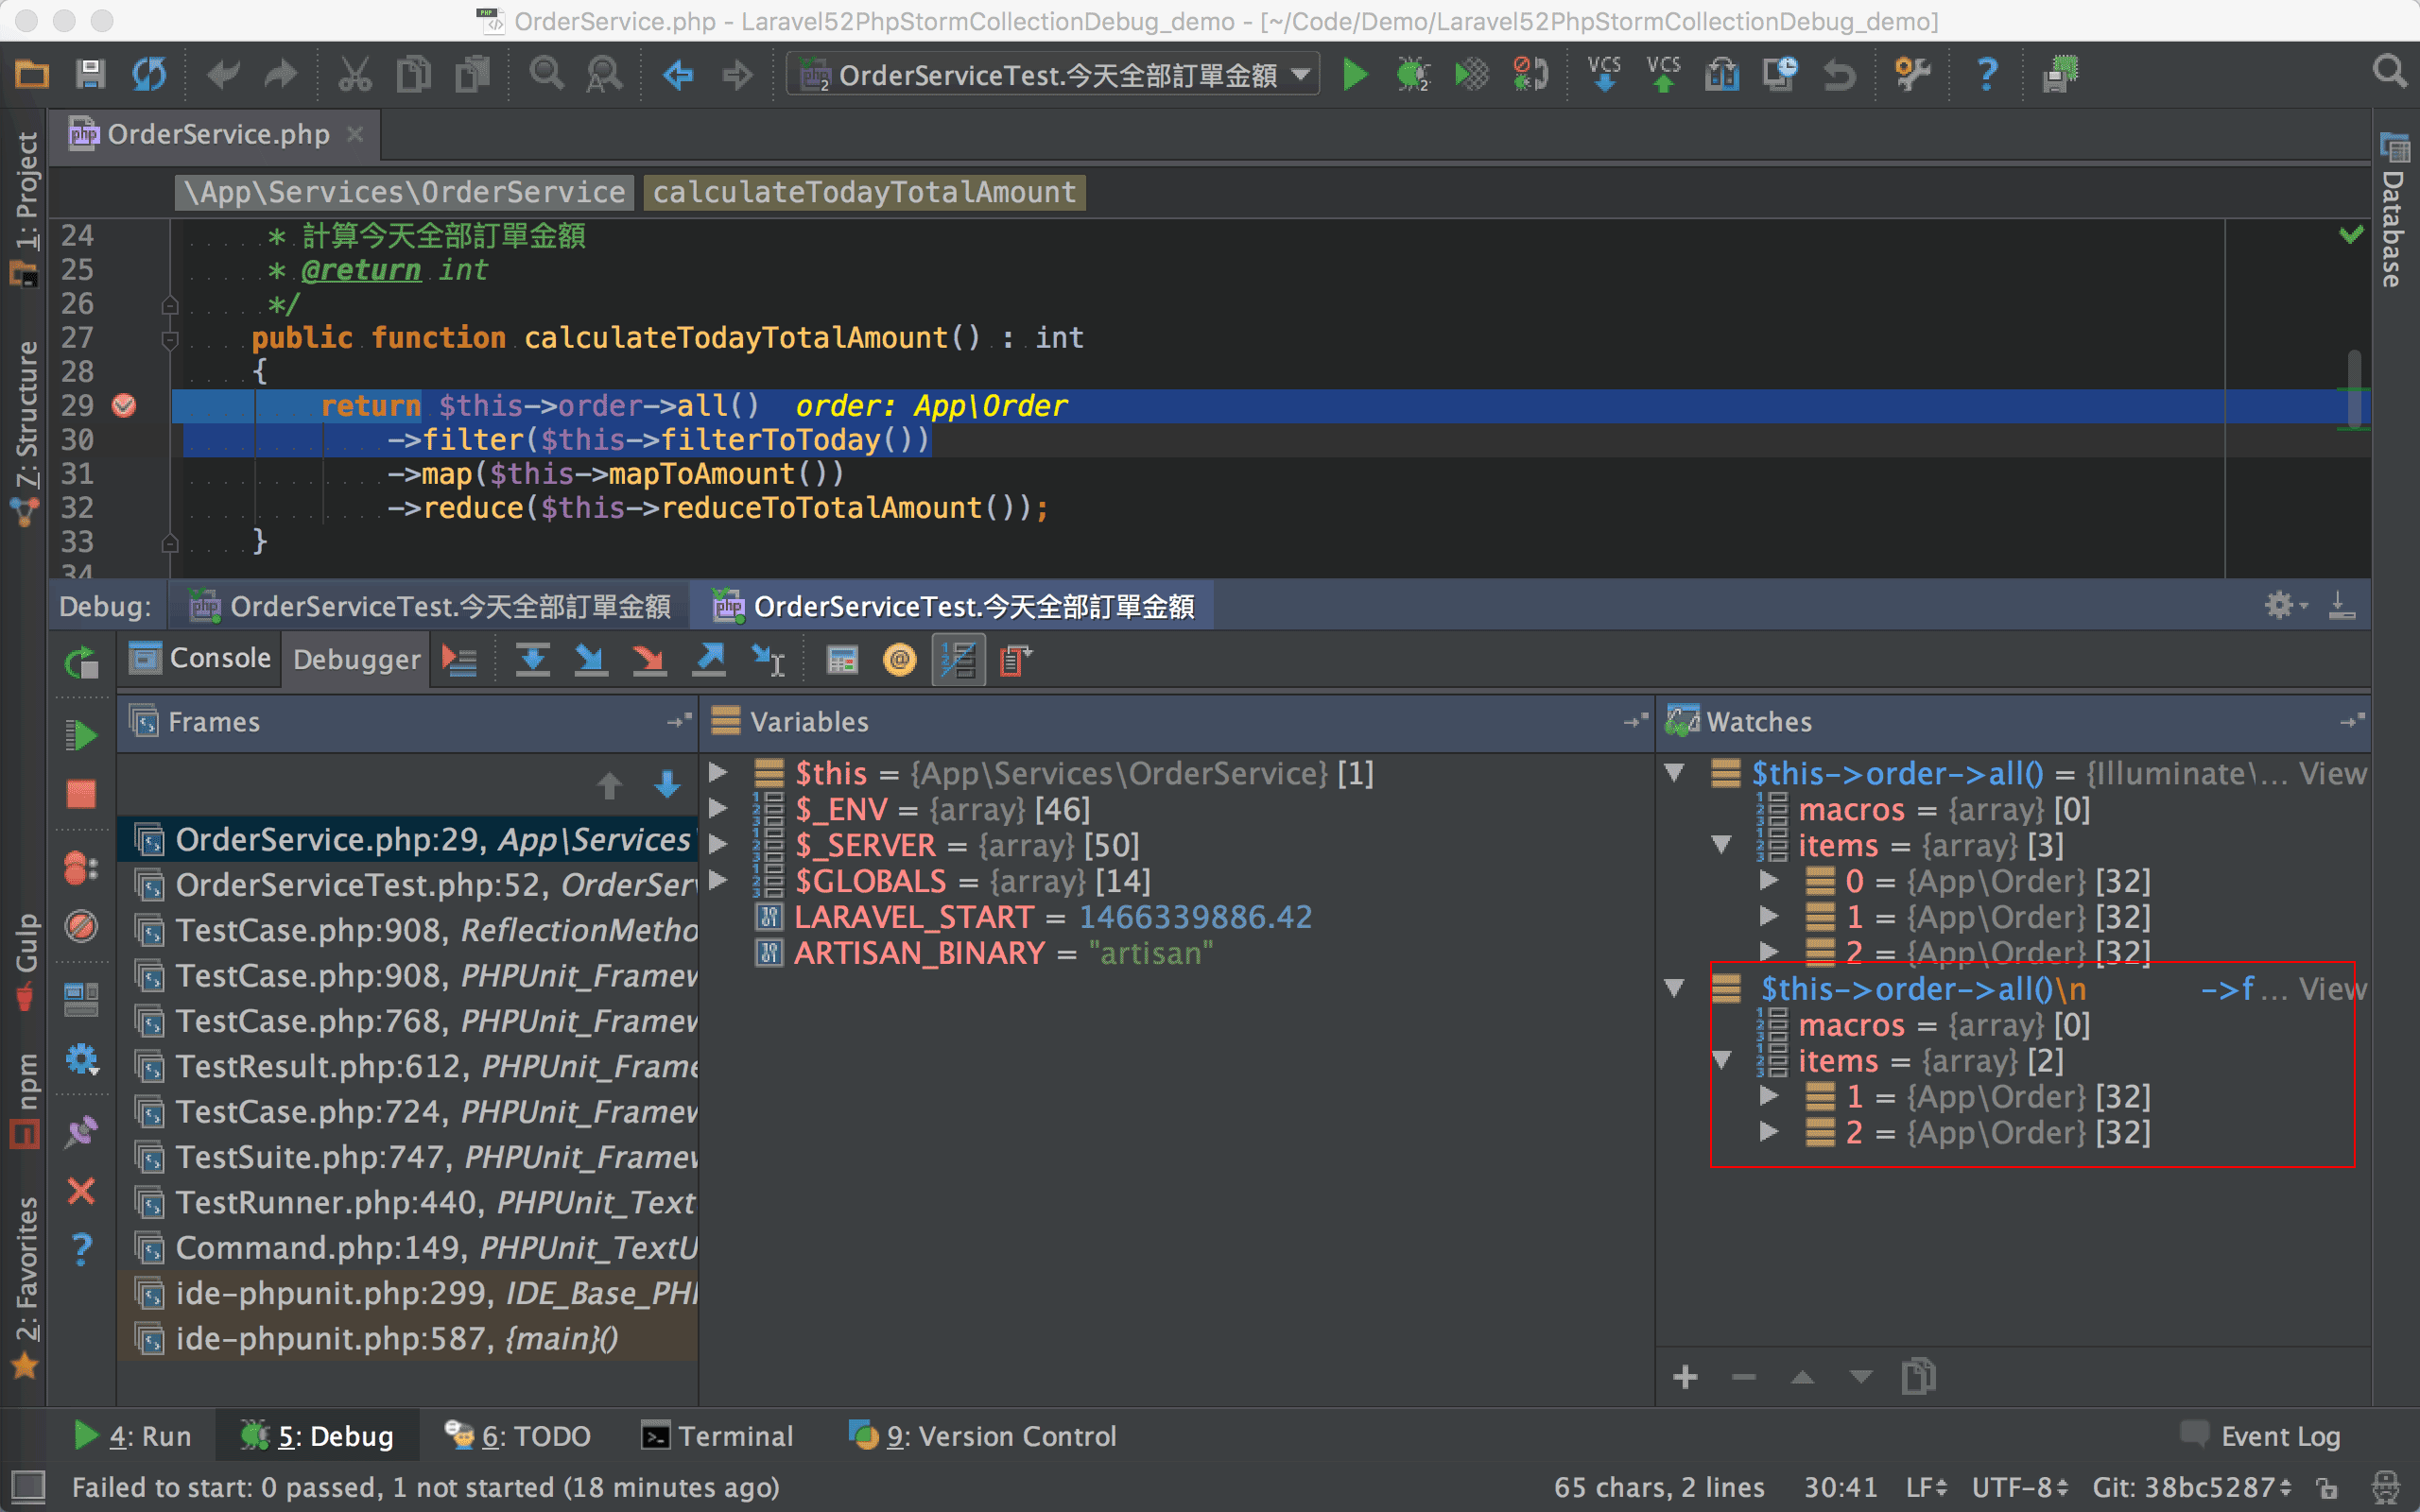 OrderService.php - Laravel52PhpStormCollectionDebug_demo - [~/Code/Demo/Laravel52PhpStormCollectionDebug_demo]
OrderServiceTest.今天全部訂單金額
VCS
VCS
OrderService.php
\App\Services\OrderService
calculateTodayTotalAmount
1: Project
7: Structure
Gulp
npm
2: Favorites
Database
24 * 計算今天全部訂單金額
25 * @return int
26 */
27 public function calculateTodayTotalAmount() : int
28 {
29 return $this->order->all() order: App\Order
30 ->filter($this->filterToToday())
31 ->map($this->mapToAmount())
32 ->reduce($this->reduceToTotalAmount());
33 }
34
Debug: OrderServiceTest.今天全部訂單金額 OrderServiceTest.今天全部訂單金額
Console Debugger
Frames
OrderService.php:29, App\Services\
OrderServiceTest.php:52, OrderSer
TestCase.php:908, ReflectionMetho
TestCase.php:908, PHPUnit_Framew
TestCase.php:768, PHPUnit_Framew
TestResult.php:612, PHPUnit_Frame
TestCase.php:724, PHPUnit_Framew
TestSuite.php:747, PHPUnit_Framew
TestRunner.php:440, PHPUnit_Text
Command.php:149, PHPUnit_TextU
ide-phpunit.php:299, IDE_Base_PHP
ide-phpunit.php:587, {main}()
Variables
$this = {App\Services\OrderService} [1]
$_ENV = {array} [46]
$_SERVER = {array} [50]
$GLOBALS = {array} [14]
LARAVEL_START = 1466339886.42
ARTISAN_BINARY = "artisan"
Watches
$this->order->all() = {Illuminate\... View
macros = {array} [0]
items = {array} [3]
0 = {App\Order} [32]
1 = {App\Order} [32]
2 = {App\Order} [32]
$this->order->all()\n ->f... View
macros = {array} [0]
items = {array} [2]
1 = {App\Order} [32]
2 = {App\Order} [32]
4: Run 5: Debug 6: TODO Terminal 9: Version Control Event Log
Failed to start: 0 passed, 1 not started (18 minutes ago) 65 chars, 2 lines 30:41 LF UTF-8 Git: 38bc5287